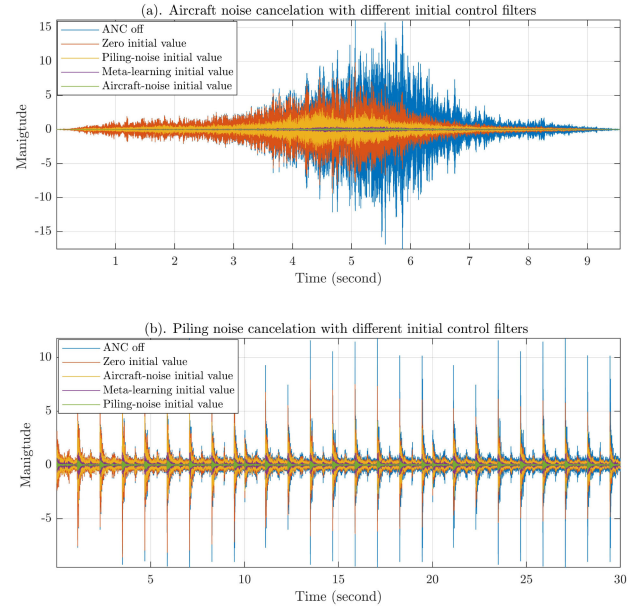 (a). Aircraft noise cancelation with different initial control filters
15
10
5
0
-5
-10
-15
Manigtude
ANC off
Zero initial value
Piling-noise initial value
Meta-learning initial value
Aircraft-noise initial value
1 2 3 4 5 6 7 8 9
Time (second)
(b). Piling noise cancelation with different initial control filters
10
5
0
-5
Manigtude
ANC off
Zero initial value
Aircraft-noise initial value
Meta-learning initial value
Piling-noise initial value
5 10 15 20 25 30
Time (second)